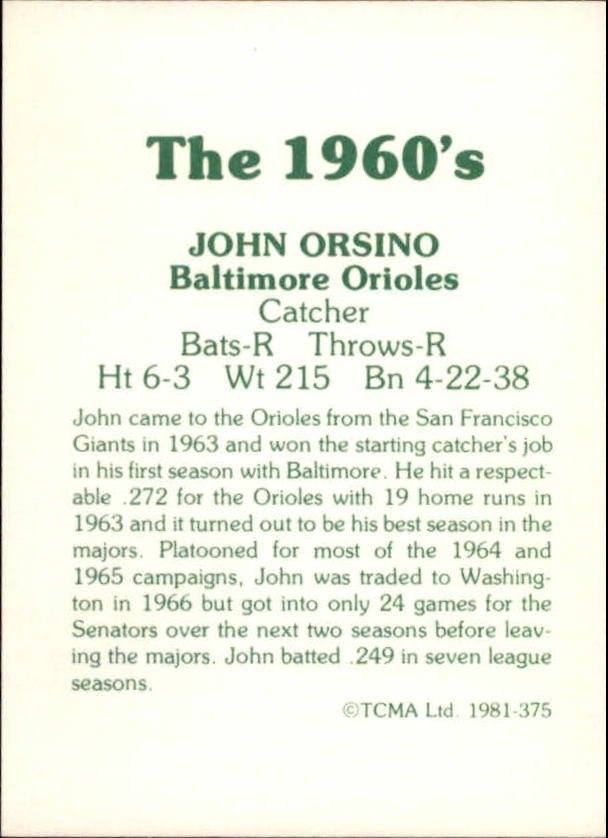 The 1960's
JOHN ORSINO
Baltimore Orioles
Catcher
Bats-R Throws-R
Ht 6-3 Wt 215 Bn 4-22-38
John came to the Orioles from the San Francisco
Giants in 1963 and won the starting catcher's job
in his first season with Baltimore. He hit a respect-
able .272 for the Orioles with 19 home runs in
1963 and it turned out to be his best season in the
majors. Platooned for most of the 1964 and
1965 campaigns, John was traded to Washing-
ton in 1966 but got into only 24 games for the
Senators over the next two seasons before leav-
ing the majors. John batted .249 in seven league
seasons.
©TCMA Ltd. 1981-375